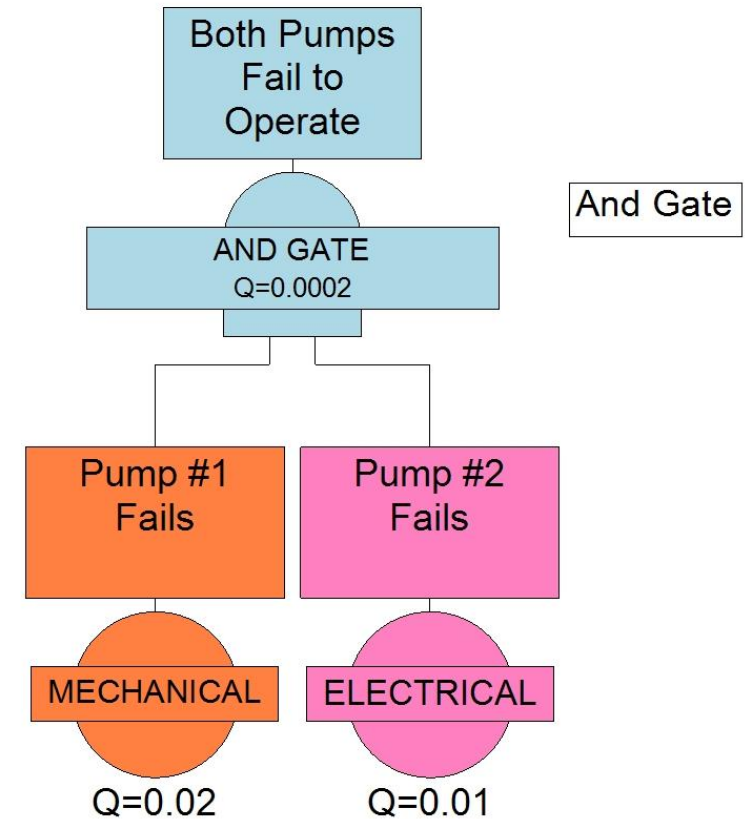 Both Pumps
Fail to
Operate
And Gate
AND GATE
Q=0.0002
Pump #1
Fails
Pump #2
Fails
MECHANICAL
ELECTRICAL
Q=0.02
Q=0.01